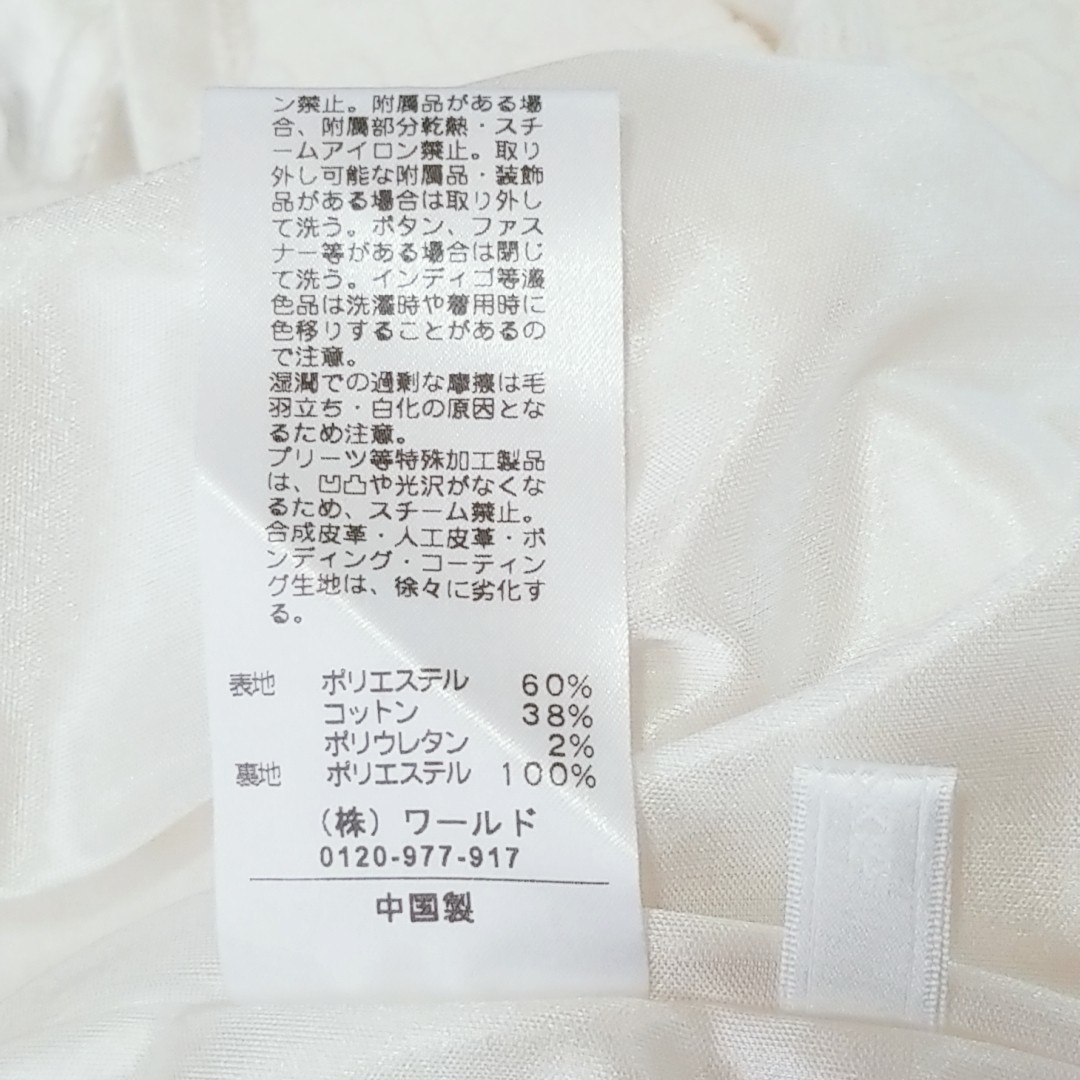 ン禁止。附属品がある場
合、附属部分乾熱・スチ
ームアイロン禁止。取り
外し可能な附属品・装飾
品がある場合は取り外し
て洗う。ボタン、ファス
ナー等がある場合は閉じ
て洗う。インディゴ等濃
色品は洗濯時や着用時に
色移りすることがあるの
で注意。
湿潤での過剰な摩擦は毛
羽立ち・白化の原因とな
るため注意。
プリーツ等特殊加工製品
は、凹凸や光沢がなくな
るため、スチーム禁止。
合成皮革・人工皮革・ボ
ンディング・コーティン
グ生地は、徐々に劣化す
る。
表地 ポリエステル 60%
コットン 38%
ポリウレタン 2%
裏地 ポリエステル 100%
(株)ワールド
0120-977-917
中国製